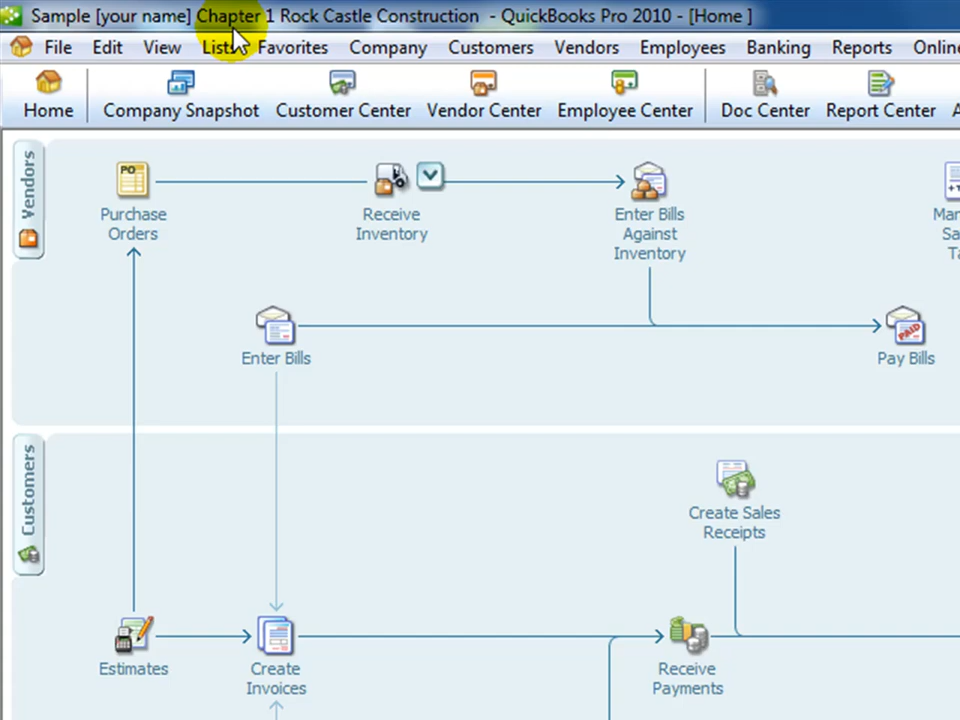 Sample [your name] Chapter 1 Rock Castle Construction - QuickBooks Pro 2010 - [Home ]
File Edit View Lists Favorites Company Customers Vendors Employees Banking Reports Online
Home Company Snapshot Customer Center Vendor Center Employee Center Doc Center Report Center
Vendors
Purchase
Orders
Receive
Inventory
Enter Bills
Against
Inventory
Enter Bills
Pay Bills
Customers
Create Sales
Receipts
Estimates
Create
Invoices
Receive
Payments